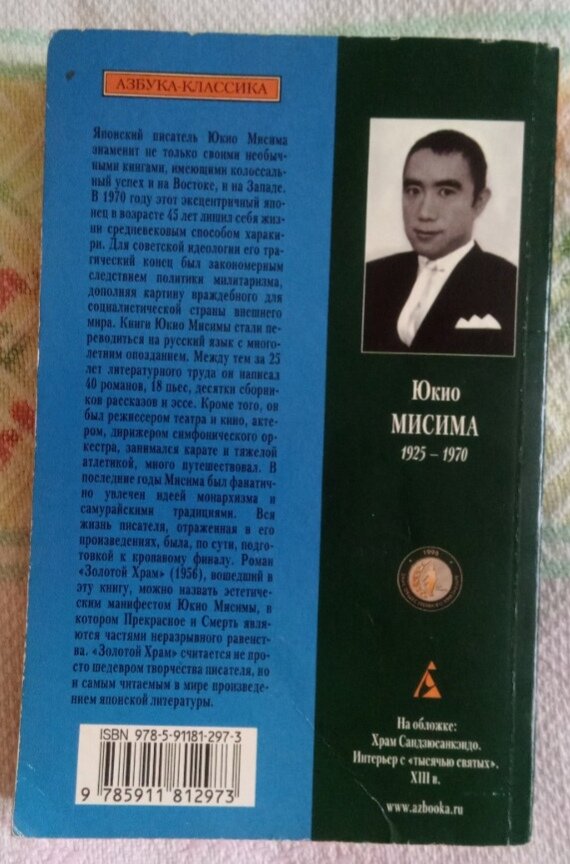 АЗБУКА-КЛАССИКА
Японский писатель Юкио Мисима
знаменит не только своими необыч-
ными книгами, имеющими колоссаль-
ный успех и на Востоке, и на Западе.
В 1970 году этот эксцентричный япо-
нец в возрасте 45 лет лишил себя жиз-
ни средневековым способом хараки-
ри. Для советской идеологии его тра-
гический конец был закономерным
следствием политики милитаризма,
дополняя картину враждебного для
социалистической страны внешнего
мира. Книги Юкио Мисимы стали пе-
реводиться на русский язык с много-
летним опозданием. Между тем за 25
лет литературного труда он написал
40 романов, 18 пьес, десятки сборни-
ков рассказов и эссе. Кроме того, он
был режиссером театра и кино, акте-
ром, дирижером симфонического ор-
кестра, занимался карате и тяжелой
атлетикой, много путешествовал. В
последние годы Мисима был фанатич-
но увлечен идеей монархизма и
самурайскими традициями. Вся
жизнь писателя, отраженная в его
произведениях, была, по сути, подго-
товкой к кровавому финалу. Роман
«Золотой Храм» (1956), вошедший в
эту книгу, можно назвать эстетиче-
ским манифестом Юкио Мисимы, в
котором Прекрасное и Смерть явля-
ются частями неразрывного равенст-
ва. «Золотой Храм» считается не про-
сто шедевром творчества писателя, но
и самым читаемым в мире произведе-
нием японской литературы.
ISBN 978-5-91181-297-3
9 785911 812973
Юкио
МИСИМА
1925 – 1970
1998
На обложке:
Храм Сандзюсанкэндо.
Интерьер с «тысячью святых».
XIII в.
www.azbooka.ru